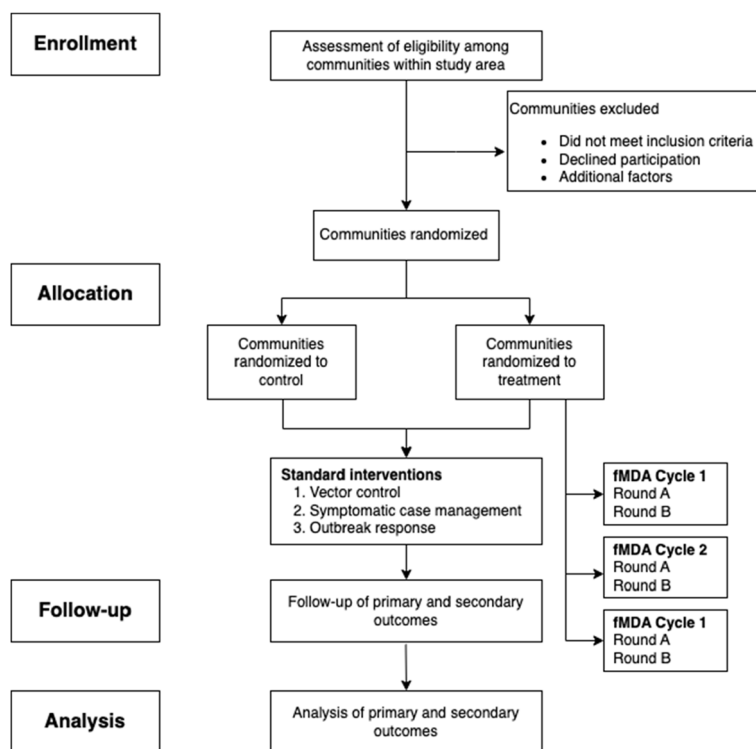 Enrollment
Assessment of eligibility among
communities within study area
Communities excluded
• Did not meet inclusion criteria
• Declined participation
• Additional factors
Communities randomized
Allocation
Communities
randomized to
control
Communities
randomized to
treatment
Standard interventions
1. Vector control
2. Symptomatic case management
3. Outbreak response
fMDA Cycle 1
Round A
Round B
fMDA Cycle 2
Round A
Round B
fMDA Cycle 1
Round A
Round B
Follow-up
Follow-up of primary and secondary
outcomes
Analysis
Analysis of primary and secondary
outcomes